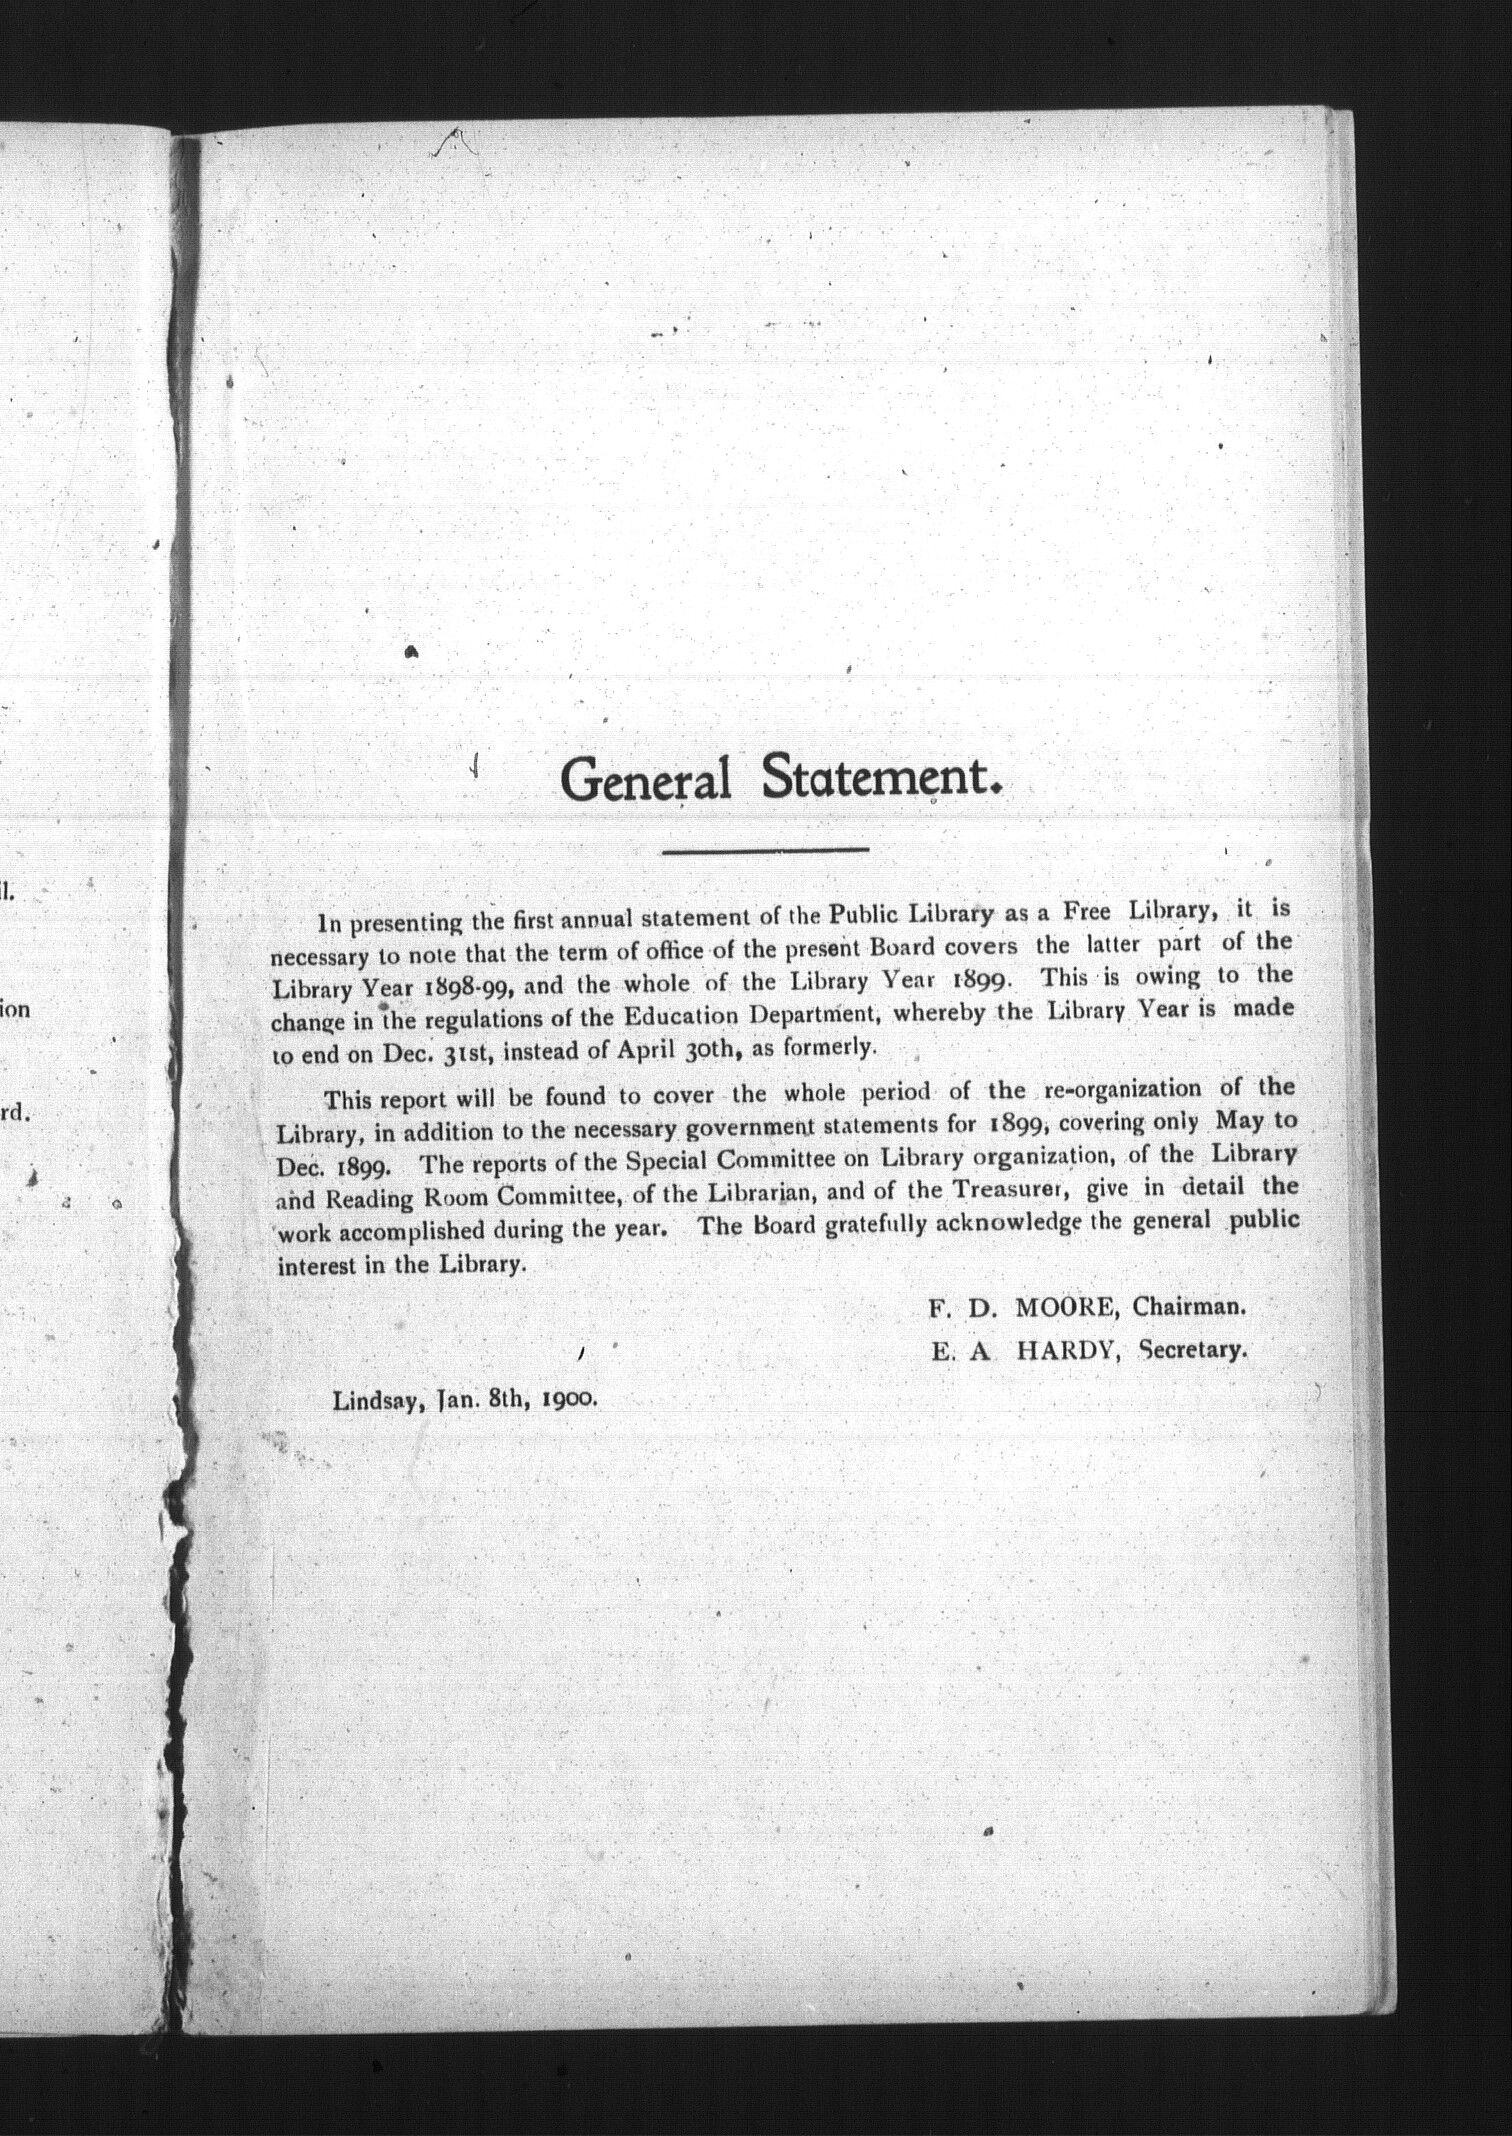 l.
ion
rd.
General Statement.
In presenting the first annual statement of the Public Library as a Free Library, it is
necessary to note that the term of office of the present Board covers the latter part of the
Library Year 1898-99, and the whole of the Library Year 1899. This is owing to the
change in the regulations of the Education Department, whereby the Library Year is made
to end on Dec. 31st, instead of April 30th, as formerly.
This report will be found to cover the whole period of the re-organization of the
Library, in addition to the necessary government statements for 1899, covering only May to
Dec. 1899. The reports of the Special Committee on Library organization, of the Library
and Reading Room Committee, of the Librarian, and of the Treasurer, give in detail the
work accomplished during the year. The Board gratefully acknowledge the general public
interest in the Library.
F. D. MOORE, Chairman.
E. A HARDY, Secretary.
Lindsay, Jan. 8th, 1900.